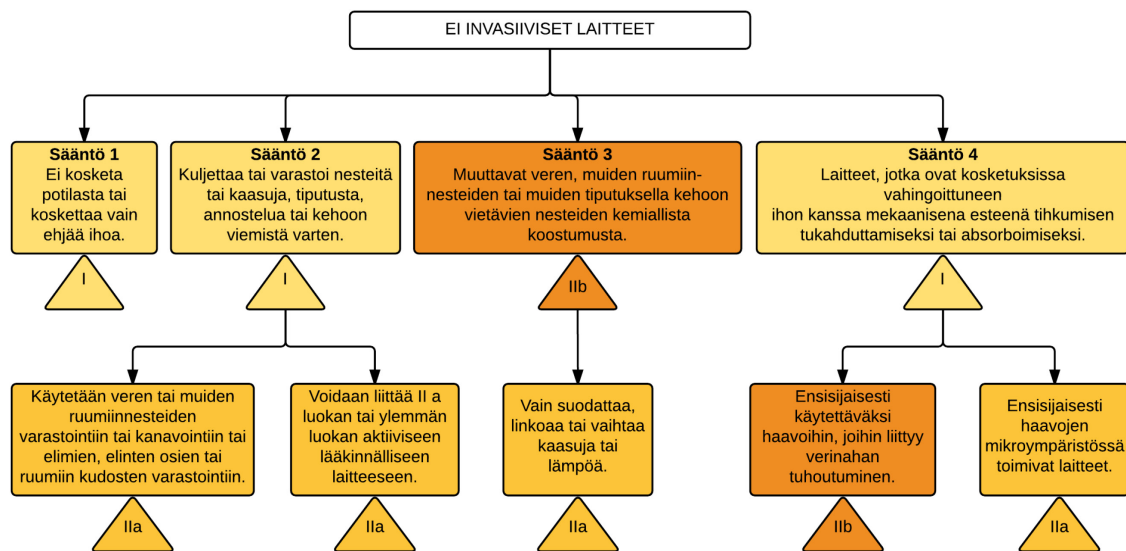 EI INVASIIVISET LAITTEET
Sääntö 1
Ei kosketa
potilasta tai
koskettaa vain
ehjää ihoa.
I
Sääntö 2
Kuljettaa tai varastoi nesteitä
tai kaasuja, tiputusta,
annostelua tai kehoon
viemistä varten.
I
Sääntö 3
Muuttavat veren, muiden ruumiin-
nesteiden tai muiden tiputuksella kehoon
vietävien nesteiden kemiallista
koostumusta.
IIb
Sääntö 4
Laitteet, jotka ovat kosketuksissa
vahingoittuneen
ihon kanssa mekaanisena esteenä tihkumisen
tukahduttamiseksi tai absorboimiseksi.
I
Käytetään veren tai muiden
ruumiinnesteiden
varastointiin tai kanavointiin tai
elimien, elinten osien tai
ruumiin kudosten varastointiin.
IIa
Voidaan liittää II a
luokan tai ylemmän
luokan aktiiviseen
lääkinnälliseen
laitteeseen.
IIa
Vain suodattaa,
linkoaa tai vaihtaa
kaasuja tai
lämpöä.
IIa
Ensisijaisesti
käytettäväksi
haavoihin, joihin liittyy
verinahan
tuhoutuminen.
IIb
Ensisijaisesti
haavojen
mikroympäristössä
toimivat laitteet.
IIa